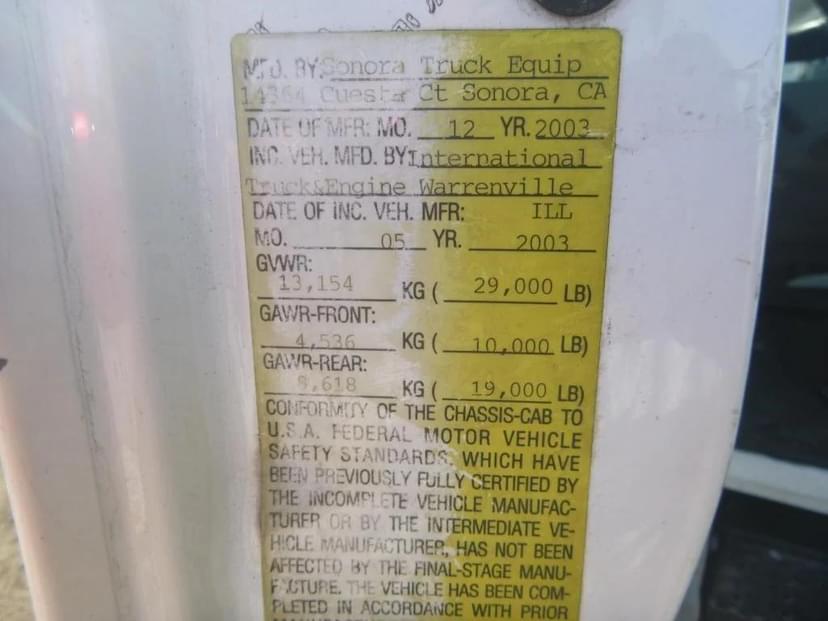 MFD. BY Sonora Truck Equip
14364 Cuesta Ct Sonora, CA
DATE OF MFR: MO. 12 YR. 2003
INC. VEH. MFD. BY International
Truck&Engine Warrenville
DATE OF INC. VEH. MFR: ILL
MO. 05 YR. 2003
GVWR:
13,154 KG ( 29,000 LB)
GAWR-FRONT:
4,536 KG ( 10,000 LB)
GAWR-REAR:
8,618 KG ( 19,000 LB)
CONFORMITY OF THE CHASSIS-CAB TO
U.S.A. FEDERAL MOTOR VEHICLE
SAFETY STANDARDS, WHICH HAVE
BEEN PREVIOUSLY FULLY CERTIFIED BY
THE INCOMPLETE VEHICLE MANUFAC-
TURER OR BY THE INTERMEDIATE VE-
HICLE MANUFACTURER, HAS NOT BEEN
AFFECTED BY THE FINAL-STAGE MANU-
FACTURE. THE VEHICLE HAS BEEN COM-
PLETED IN ACCORDANCE WITH PRIOR